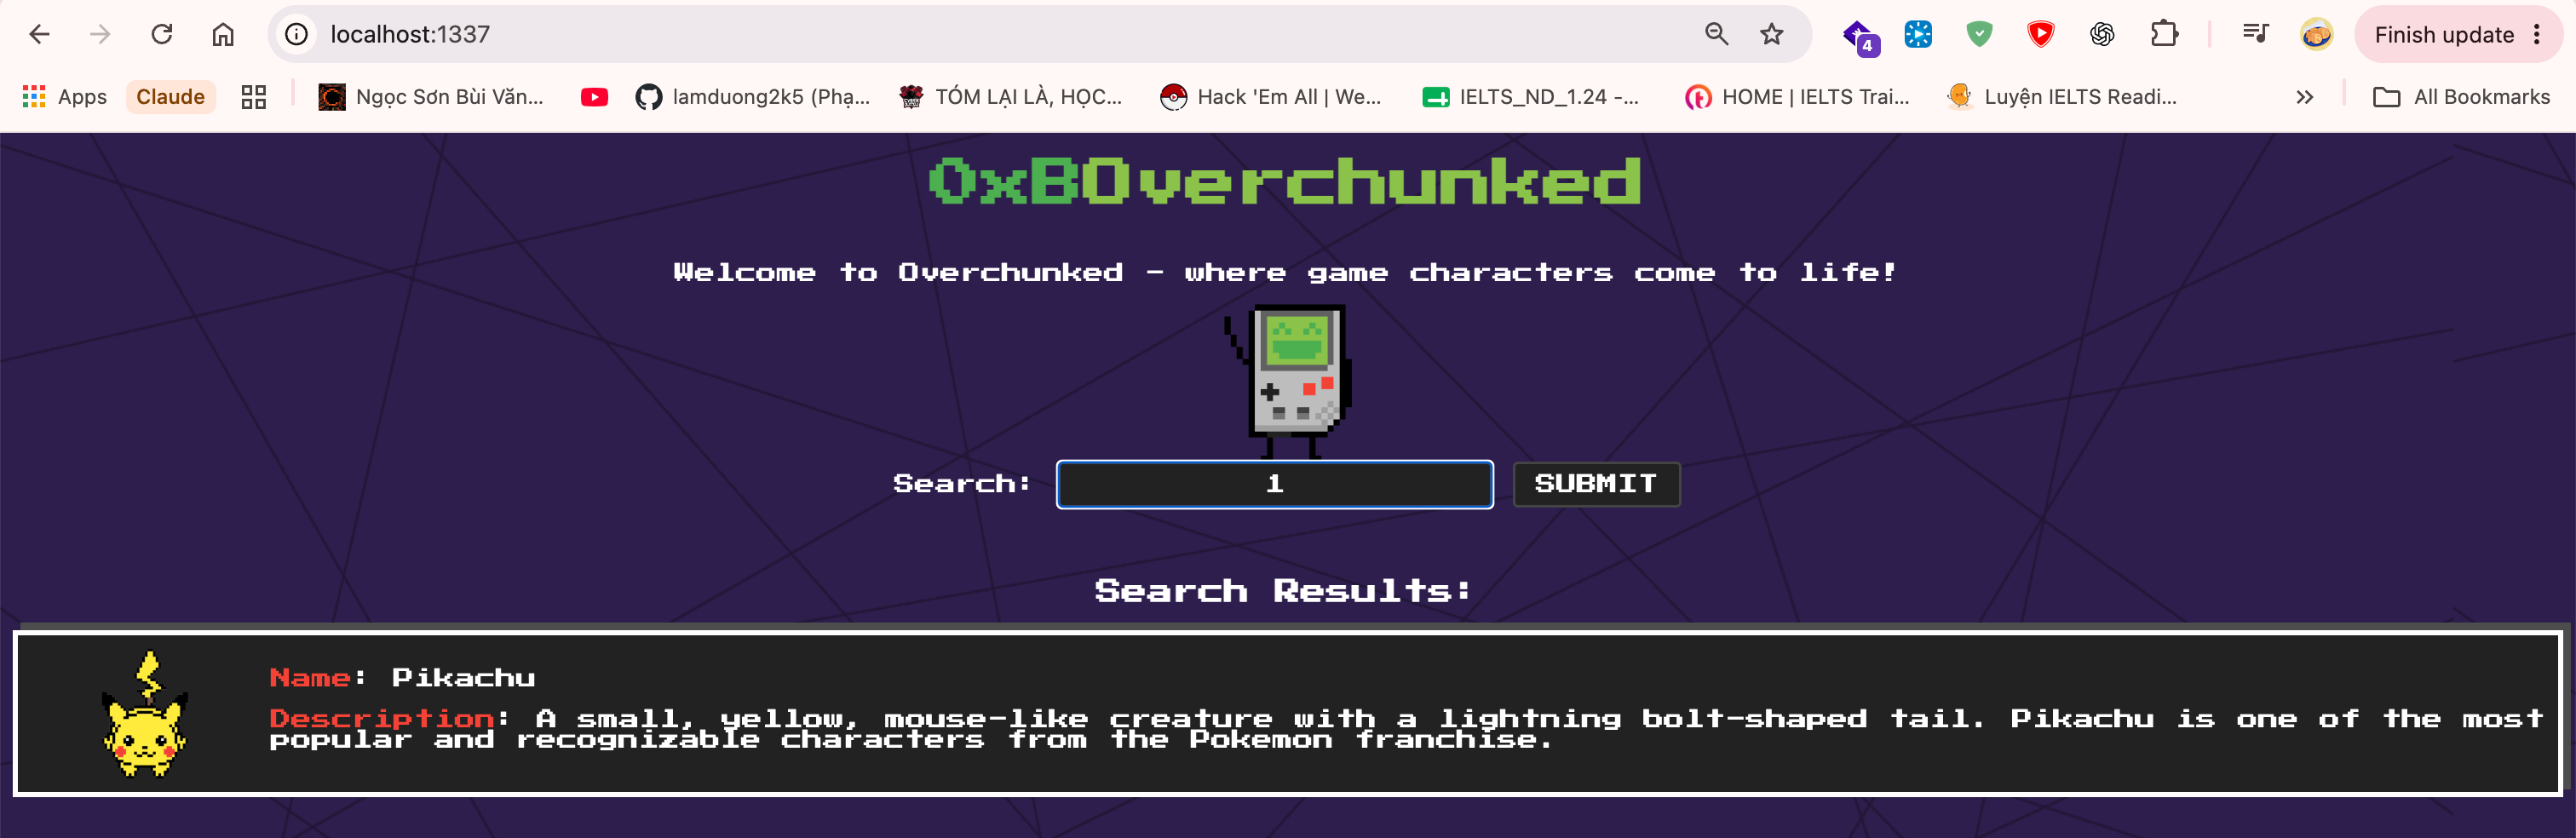 localhost:1337
4
Finish update
Apps
Claude
Ngọc Sơn Bùi Văn...
lamduong2k5 (Phạ...
TÓM LẠI LÀ, HỌC...
Hack 'Em All | We...
IELTS_ND_1.24 -...
HOME | IELTS Trai...
Luyện IELTS Readi...
All Bookmarks
0xBOverchunked
Welcome to Overchunked - where game characters come to life!
Search: 1 SUBMIT
Search Results:
Name: Pikachu
Description: A small, yellow, mouse-like creature with a lightning bolt-shaped tail. Pikachu is one of the most
popular and recognizable characters from the Pokemon franchise.